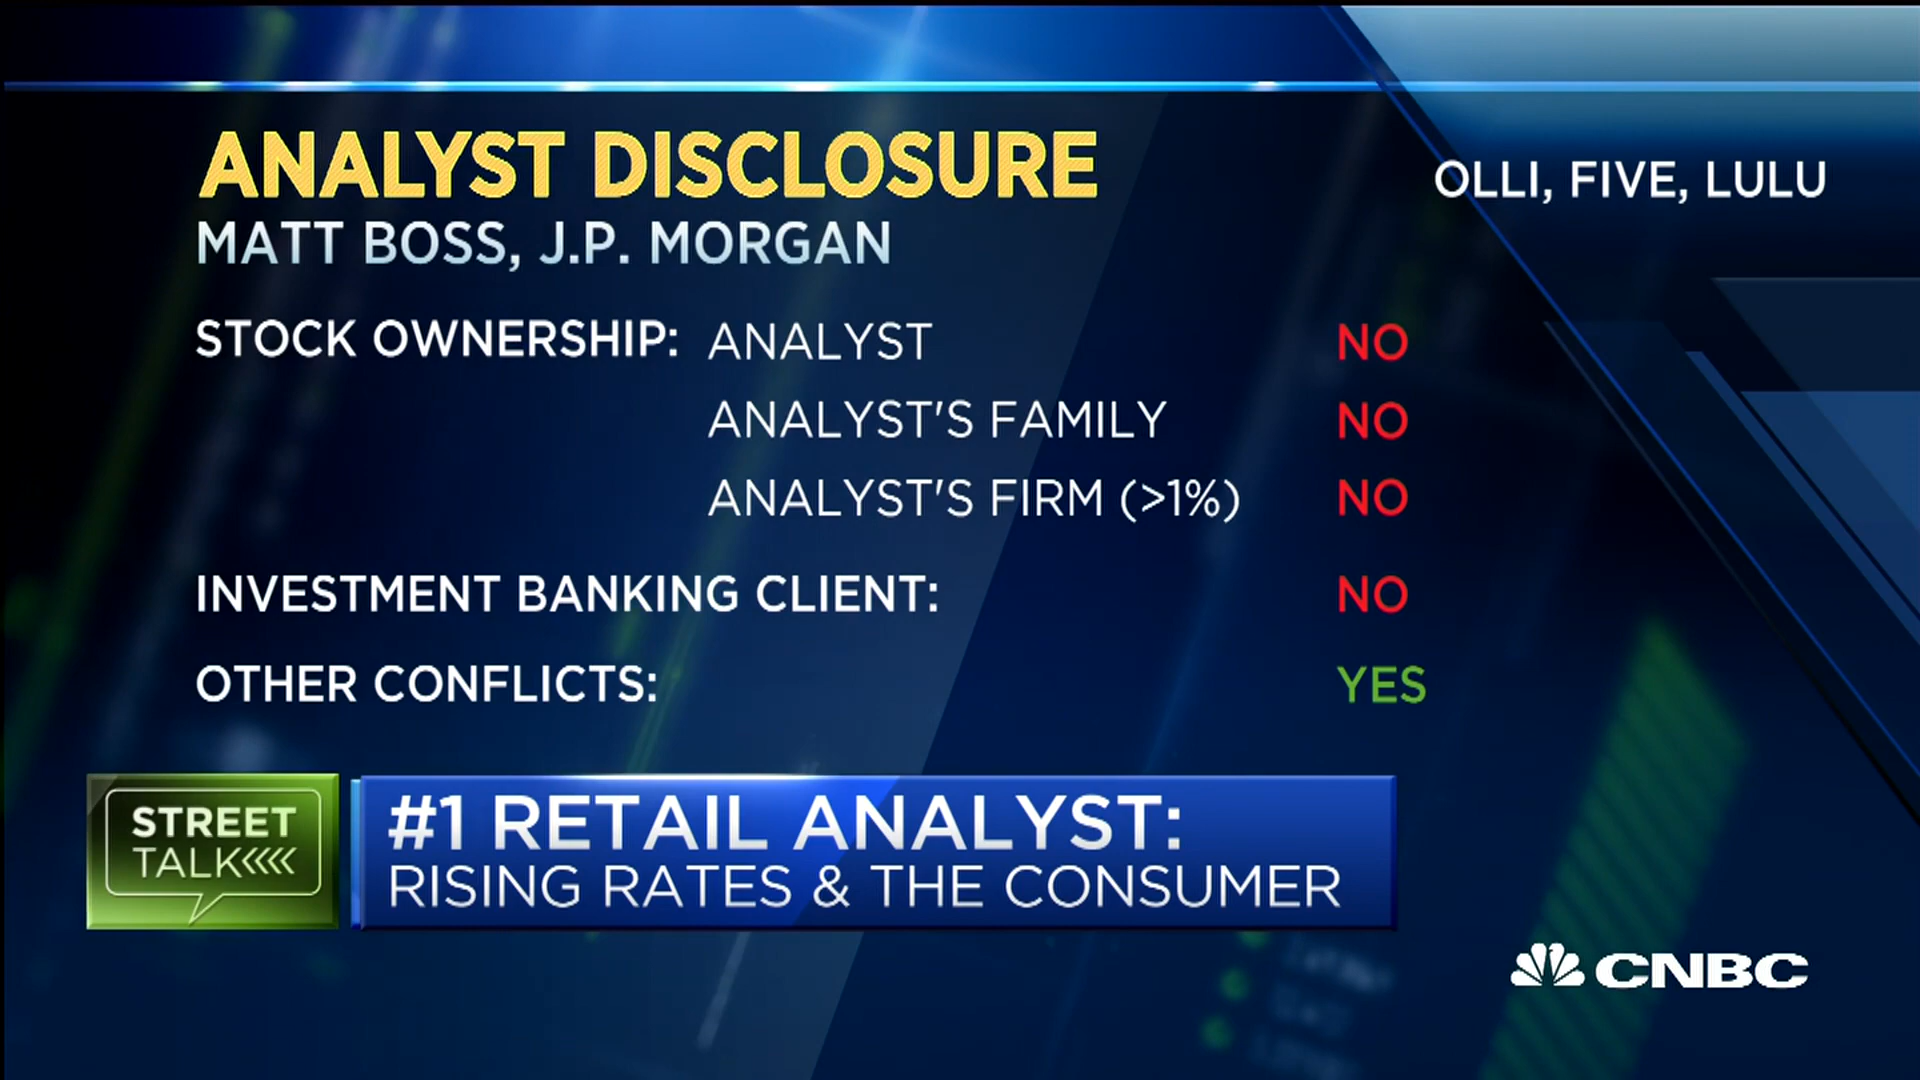 ANALYST DISCLOSURE
OLLI, FIVE, LULU
MATT BOSS, J.P. MORGAN
STOCK OWNERSHIP: ANALYST NO
ANALYST'S FAMILY NO
ANALYST'S FIRM (>1%) NO
INVESTMENT BANKING CLIENT: NO
OTHER CONFLICTS: YES
STREET
TALK
#1 RETAIL ANALYST:
RISING RATES & THE CONSUMER
CNBC